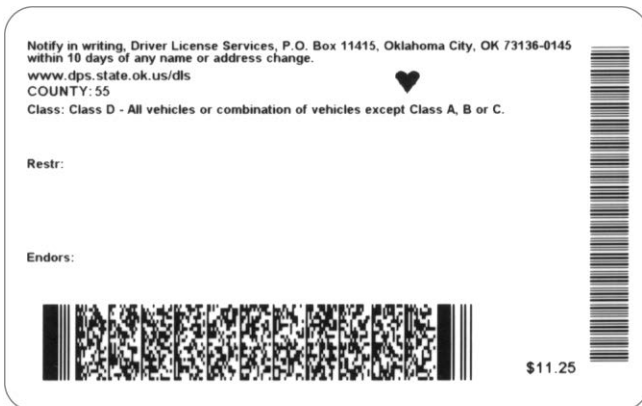 Notify in writing, Driver License Services, P.O. Box 11415, Oklahoma City, OK 73136-0145
within 10 days of any name or address change.
www.dps.state.ok.us/dls
COUNTY: 55
Class: Class D - All vehicles or combination of vehicles except Class A, B or C.
Restr:
Endors:
$11.25